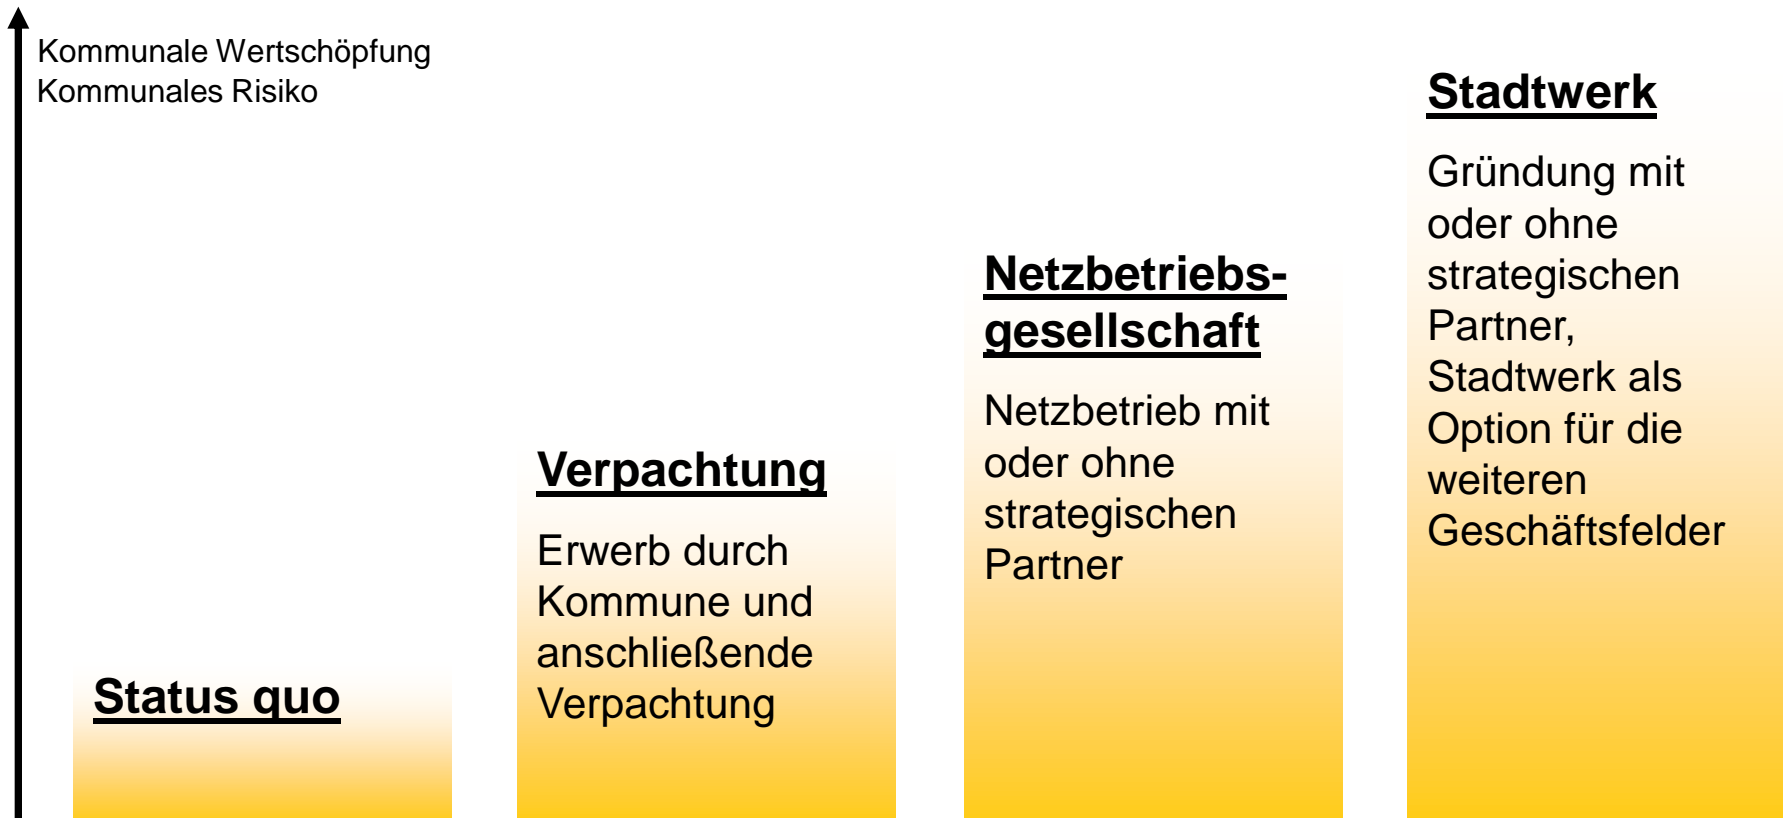 Kommunale Wertschöpfung
Kommunales Risiko
Status quo
Verpachtung
Erwerb durch
Kommune und
anschließende
Verpachtung
Netzbetriebs-
gesellschaft
Netzbetrieb mit
oder ohne
strategischen
Partner
Stadtwerk
Gründung mit
oder ohne
strategischen
Partner,
Stadtwerk als
Option für die
weiteren
Geschäftsfelder